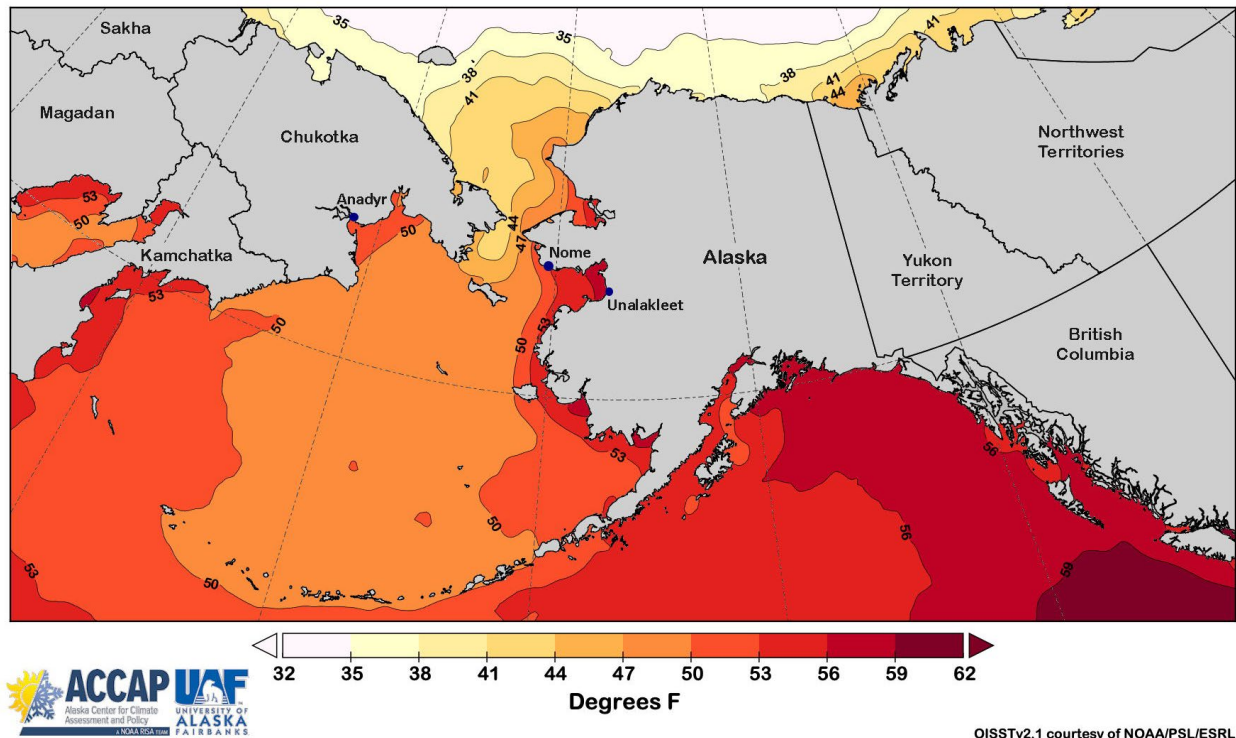 Sakha
35
35
41
38
41
38
41
44
Magadan
Chukotka
Northwest
Territories
53
50
Anadyr
50
44
47
Kamchatka
Nome
Alaska
Yukon
Territory
Unalakleet
53
50
53
50
British
Columbia
53
56
50
56
53
50
59
32 35 38 41 44 47 50 53 56 59 62
Degrees F
ACCAP
Alaska Center for Climate
Assessment and Policy
A NOAA RISA TEAM
UAF
UNIVERSITY OF
ALASKA
FAIRBANKS
OISSTv2.1 courtesy of NOAA/PSL/ESRL